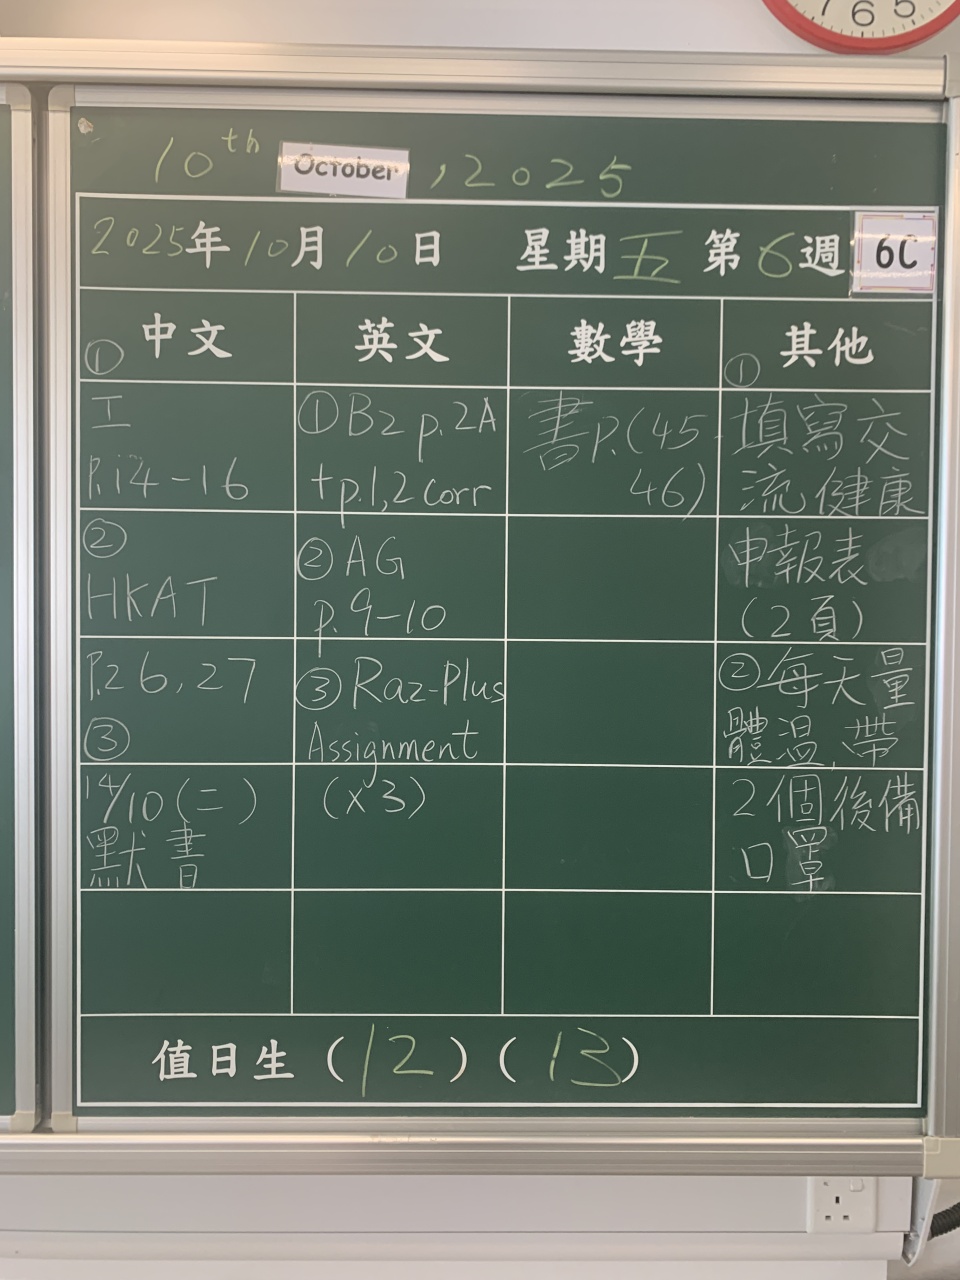 7 6 5
10th October, 2025
2025年10月10日 星期五 第6週 6C
① 中文
英文
數學
① 其他
工
P.14-16
②
HKAT
P.26,27
③
14/10(二)
默書
①B2 p.2A
+p.1,2 corr
②AG
p.9-10
③Raz-Plus
Assignment
(x3)
書P.(45-
46)
填寫交
流健康
申報表
(2頁)
②每天量
體溫,帶
2個後備
口罩
值日生(12)(13)